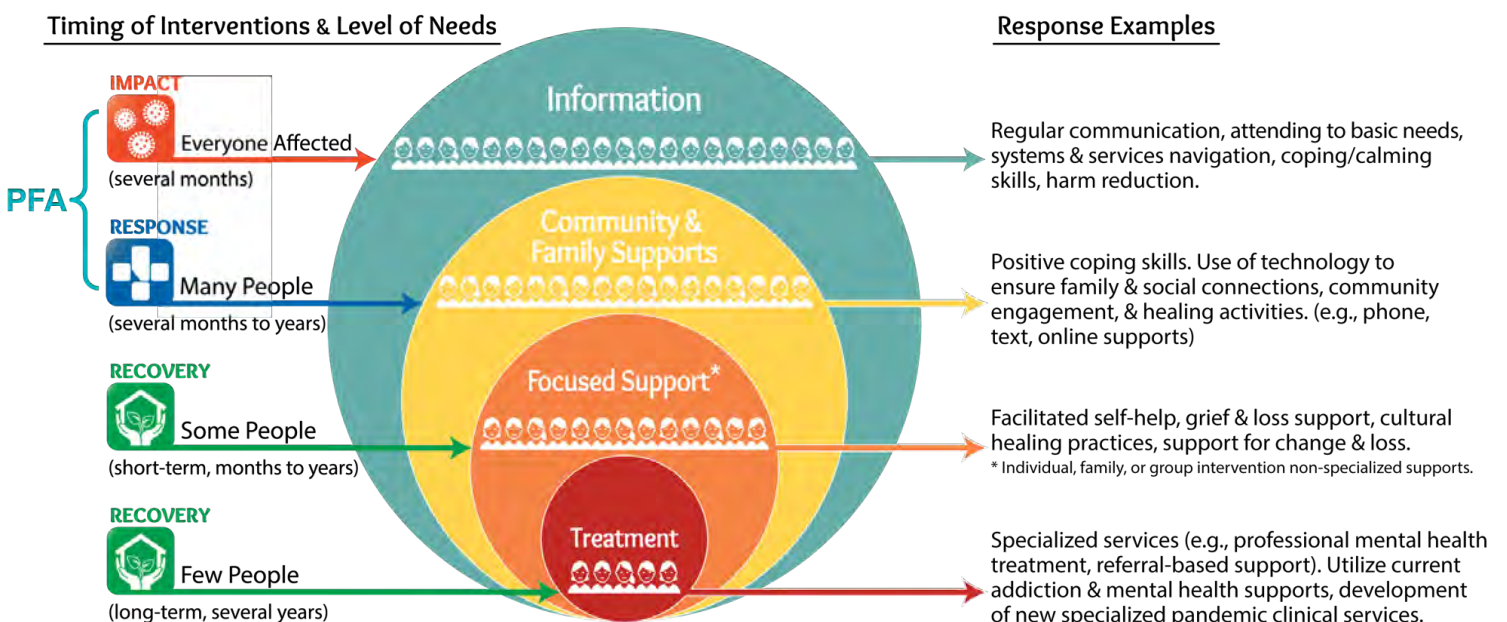 Timing of Interventions & Level of Needs
Response Examples
PFA
IMPACT
Everyone Affected
(several months)
Information
Regular communication, attending to basic needs,
systems & services navigation, coping/calming
skills, harm reduction.
RESPONSE
Many People
(several months to years)
Community &
Family Supports
Positive coping skills. Use of technology to
ensure family & social connections, community
engagement, & healing activities. (e.g., phone,
text, online supports)
RECOVERY
Some People
(short-term, months to years)
Focused Support*
Facilitated self-help, grief & loss support, cultural
healing practices, support for change & loss.
* Individual, family, or group intervention non-specialized supports.
RECOVERY
Few People
(long-term, several years)
Treatment
Specialized services (e.g., professional mental health
treatment, referral-based support). Utilize current
addiction & mental health supports, development
of new specialized pandemic clinical services.